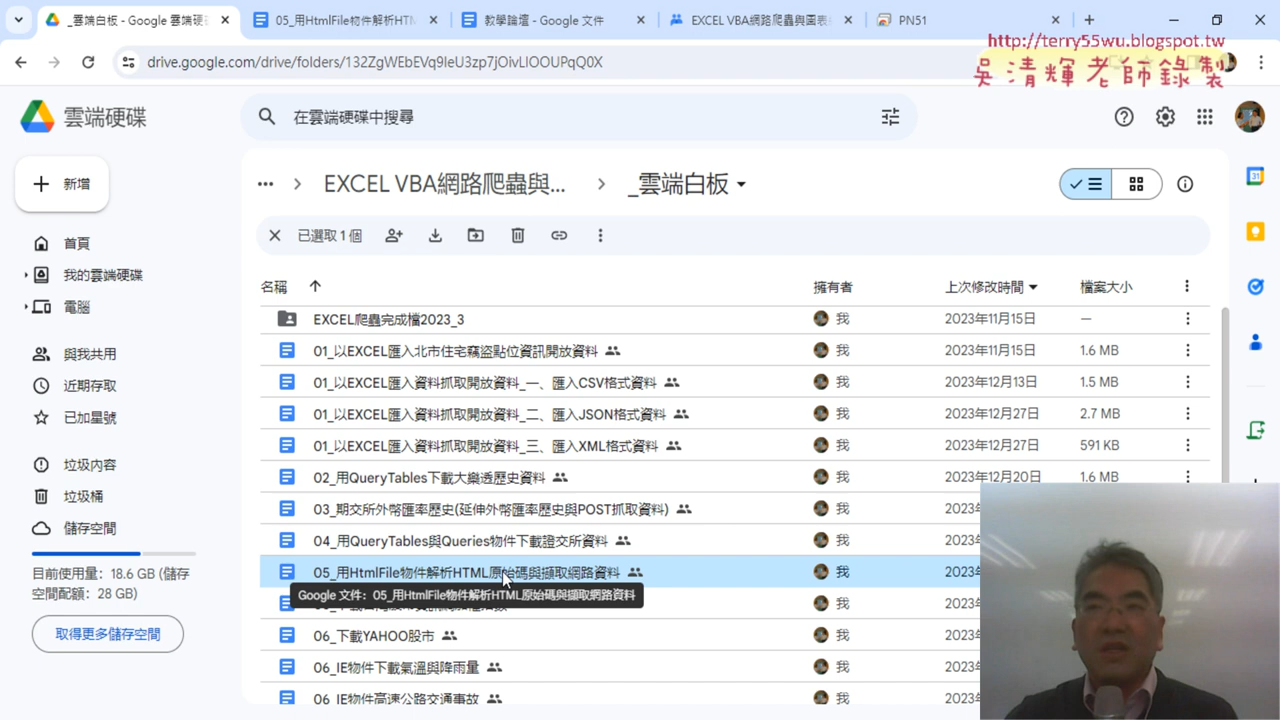 _雲端白板 - Google 雲端硬
05_用HtmlFile物件解析HTM
教學論壇 - Google 文件
EXCEL VBA網路爬蟲與圖表
PN51
http://terry55wu.blogspot.tw
drive.google.com/drive/folders/132ZgWEbEVq9IeU3zp7jOivLIOOUPqQ0X
吳清輝老師錄製
雲端硬碟
在雲端硬碟中搜尋
新增
EXCEL VBA網路爬蟲與...
_雲端白板
首頁
已選取 1 個
我的雲端硬碟
名稱
擁有者
上次修改時間
檔案大小
電腦
EXCEL爬蟲完成檔2023_3
我
2023年11月15日
—
與我共用
01_以EXCEL匯入北市住宅竊盜點位資訊開放資料
我
2023年11月15日
1.6 MB
近期存取
01_以EXCEL匯入資料抓取開放資料_一、匯入CSV格式資料
我
2023年12月13日
1.5 MB
已加星號
01_以EXCEL匯入資料抓取開放資料_二、匯入JSON格式資料
我
2023年12月27日
2.7 MB
01_以EXCEL匯入資料抓取開放資料_三、匯入XML格式資料
我
2023年12月27日
591 KB
垃圾內容
02_用QueryTables下載大樂透歷史資料
我
2023年12月20日
1.6 MB
垃圾桶
03_期交所外幣匯率歷史(延伸外幣匯率歷史與POST抓取資料)
我
2023
儲存空間
04_用QueryTables與Queries物件下載證交所資料
我
2023
目前使用量：18.6 GB (儲存空間配額：28 GB)
05_用HtmlFile物件解析HTML原始碼與擷取網路資料
我
2023
Google 文件：05_用HtmlFile物件解析HTML原始碼與擷取網路資料
我
2023
取得更多儲存空間
06_下載YAHOO股市
我
2023
06_IE物件下載氣溫與降雨量
我
2023
06_IE物件高速公路交通事故
我
2023